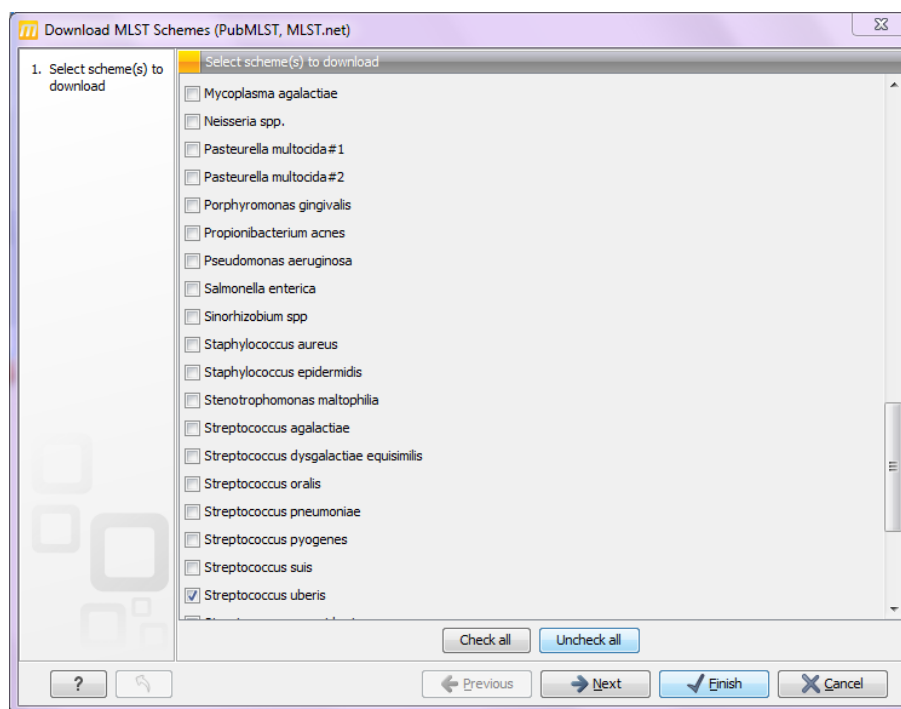 Download MLST Schemes (PubMLST, MLST.net)
1. Select scheme(s) to
download
Select scheme(s) to download
Mycoplasma agalactiae
Neisseria spp.
Pasteurella multocida#1
Pasteurella multocida#2
Porphyromonas gingivalis
Propionibacterium acnes
Pseudomonas aeruginosa
Salmonella enterica
Sinorhizobium spp
Staphylococcus aureus
Staphylococcus epidermidis
Stenotrophomonas maltophilia
Streptococcus agalactiae
Streptococcus dysgalactiae equisimilis
Streptococcus oralis
Streptococcus pneumoniae
Streptococcus pyogenes
Streptococcus suis
Streptococcus uberis
Check all Uncheck all
? Previous Next Finish Cancel